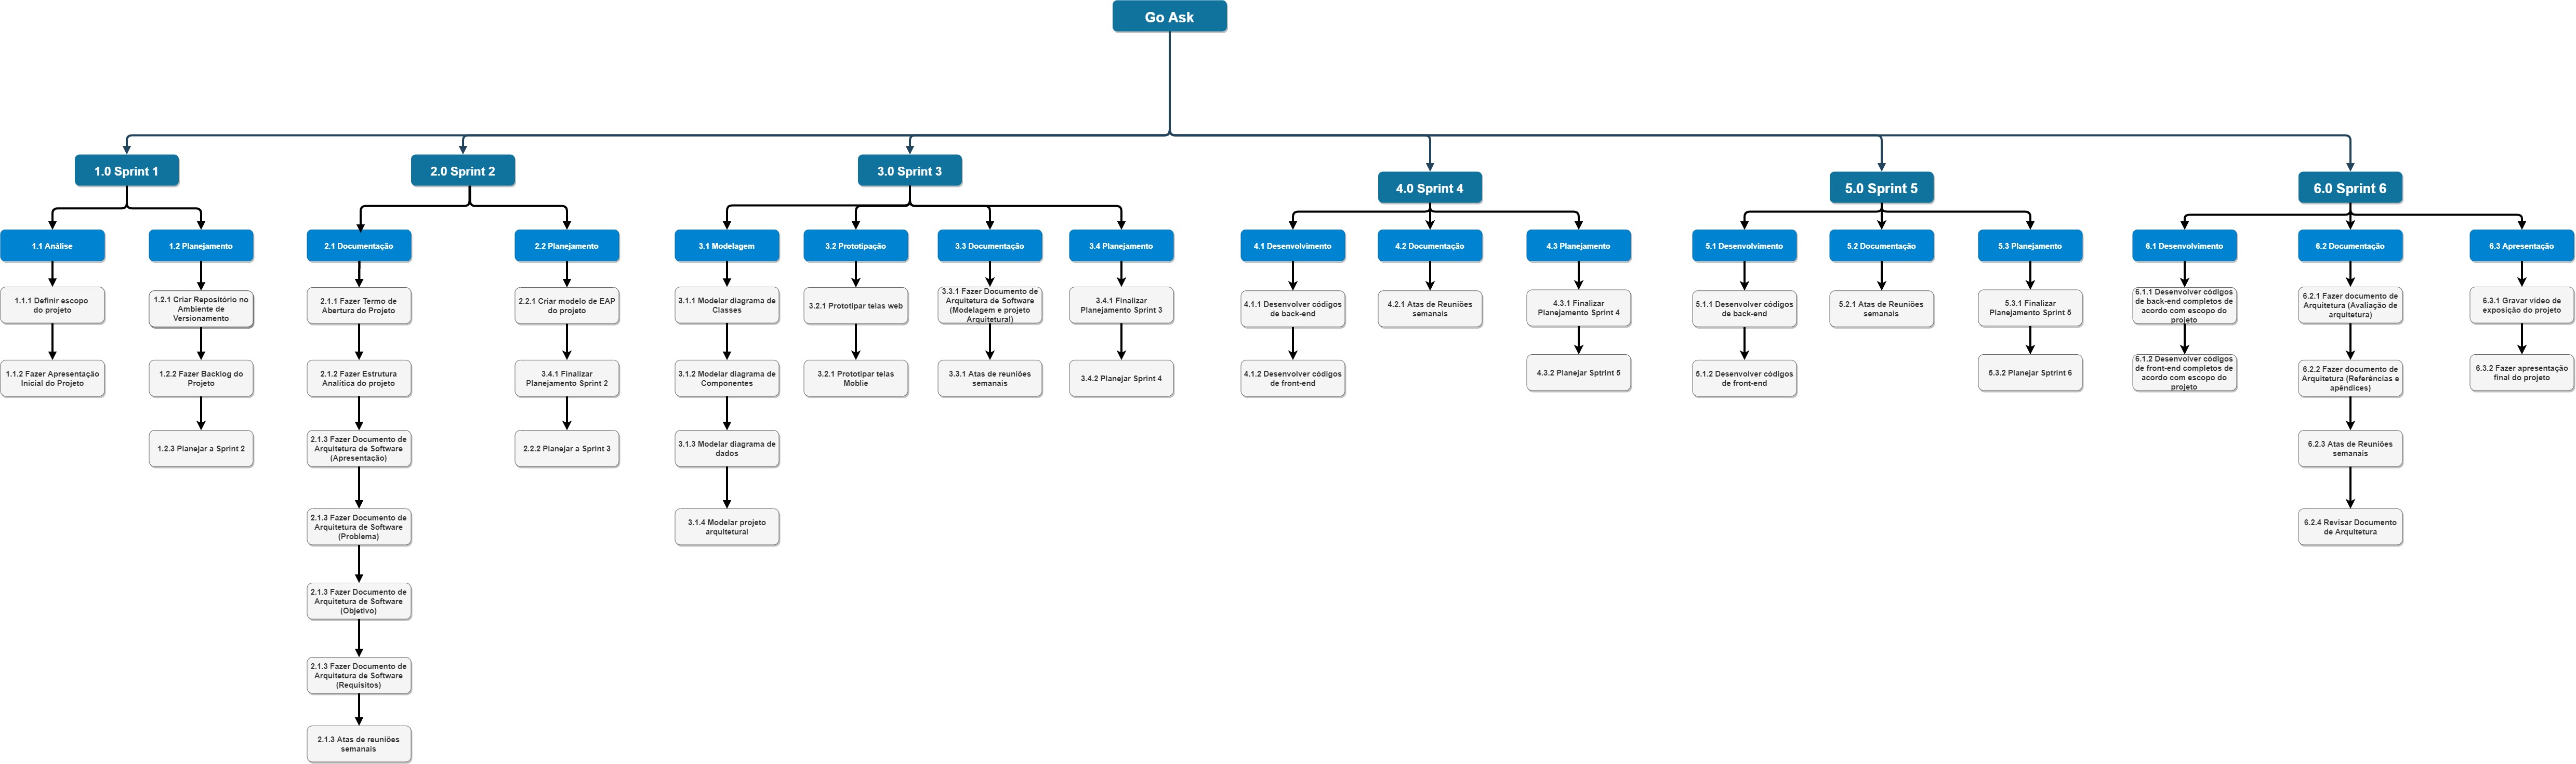 Go Ask
1.0 Sprint 1
2.0 Sprint 2
3.0 Sprint 3
4.0 Sprint 4
5.0 Sprint 5
6.0 Sprint 6
1.1 Análise
1.2 Planejamento
2.1 Documentação
2.2 Planejamento
3.1 Modelagem
3.2 Prototipação
3.3 Documentação
3.4 Planejamento
4.1 Desenvolvimento
4.2 Documentação
4.3 Planejamento
5.1 Desenvolvimento
5.2 Documentação
5.3 Planejamento
6.1 Desenvolvimento
6.2 Documentação
6.3 Apresentação
1.1.1 Definir escopo
do projeto
1.1.2 Fazer Apresentação
Inicial do Projeto
1.2.1 Criar Repositório no
Ambiente de
Versionamento
1.2.2 Fazer Backlog do
Projeto
1.2.3 Planejar a Sprint 2
2.1.1 Fazer Termo de
Abertura do Projeto
2.1.2 Fazer Estrutura
Analítica do projeto
2.1.3 Fazer Documento de
Arquitetura de Software
(Apresentação)
2.1.3 Fazer Documento de
Arquitetura de Software
(Problema)
2.1.3 Fazer Documento de
Arquitetura de Software
(Objetivo)
2.1.3 Fazer Documento de
Arquitetura de Software
(Requisitos)
2.1.3 Atas de reuniões
semanais
2.2.1 Criar modelo de EAP
do projeto
3.4.1 Finalizar
Planejamento Sprint 2
2.2.2 Planejar a Sprint 3
3.1.1 Modelar diagrama de
Classes
3.1.2 Modelar diagrama de
Componentes
3.1.3 Modelar diagrama de
dados
3.1.4 Modelar projeto
arquitetural
3.2.1 Prototipar telas web
3.2.1 Prototipar telas
Moblie
3.3.1 Fazer Documento de
Arquitetura de Software
(Modelagem e projeto
Arquitetural)
3.3.1 Atas de reuniões
semanais
3.4.1 Finalizar
Planejamento Sprint 3
3.4.2 Planejar Sprint 4
4.1.1 Desenvolver códigos
de back-end
4.1.2 Desenvolver códigos
de front-end
4.2.1 Atas de Reuniões
semanais
4.3.1 Finalizar
Planejamento Sprint 4
4.3.2 Planejar Sptrint 5
5.1.1 Desenvolver códigos
de back-end
5.1.2 Desenvolver códigos
de front-end
5.2.1 Atas de Reuniões
semanais
5.3.1 Finalizar
Planejamento Sprint 5
5.3.2 Planejar Sptrint 6
6.1.1 Desenvolver códigos
de back-end completos de
acordo com escopo do
projeto
6.1.2 Desenvolver códigos
de front-end completos de
acordo com escopo do
projeto
6.2.1 Fazer documento de
Arquitetura (Avaliação de
arquitetura)
6.2.2 Fazer documento de
Arquitetura (Referências e
apêndices)
6.2.3 Atas de Reuniões
semanais
6.2.4 Revisar Documento
de Arquitetura
6.3.1 Gravar video de
exposição do projeto
6.3.2 Fazer apresentação
final do projeto